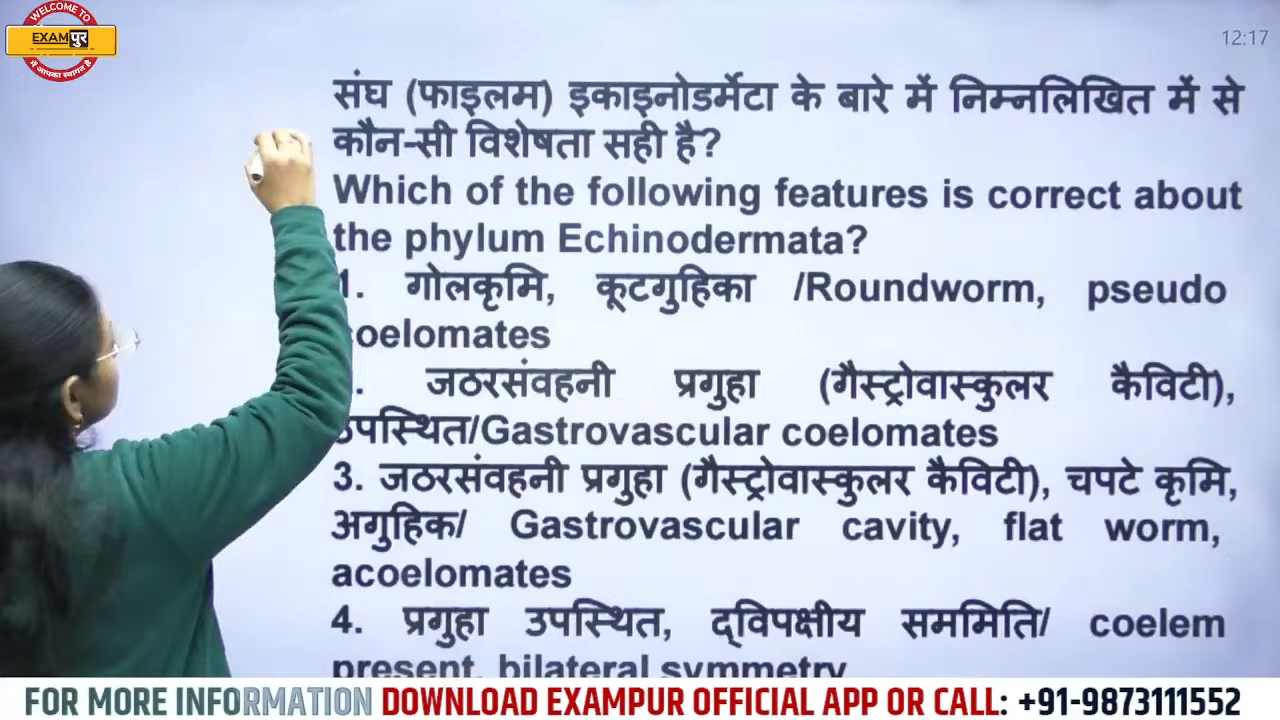 WELCOME TO
EXAMपुर
में आपका स्वागत है
12:17
संघ (फाइलम) इकाइनोडर्मेटा के बारे में निम्नलिखित में से
कौन-सी विशेषता सही है?
Which of the following features is correct about
the phylum Echinodermata?
1. गोलकृमि, कूटगुहिका /Roundworm, pseudo
coelomates
. जठरसंवहनी प्रगुहा (गैस्ट्रोवास्कुलर कैविटी),
उपस्थित/Gastrovascular coelomates
3. जठरसंवहनी प्रगुहा (गैस्ट्रोवास्कुलर कैविटी), चपटे कृमि,
अगुहिक/ Gastrovascular cavity, flat worm,
acoelomates
4. प्रगुहा उपस्थित, द्विपक्षीय सममिति/ coelem
present, bilateral symmetry
FOR MORE INFORMATION DOWNLOAD EXAMPUR OFFICIAL APP OR CALL: +91-9873111552